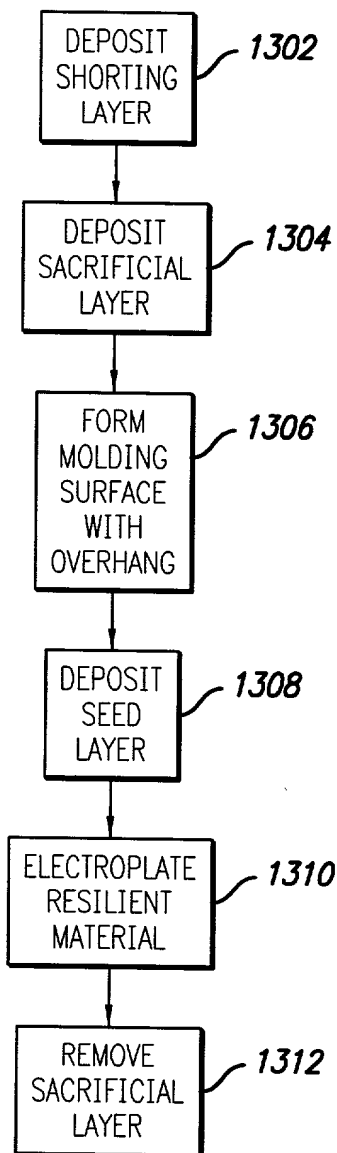 DEPOSIT
SHORTING
LAYER
1302
DEPOSIT
SACRIFICIAL
LAYER
1304
FORM
MOLDING
SURFACE
WITH
OVERHANG
1306
DEPOSIT
SEED
LAYER
1308
ELECTROPLATE
RESILIENT
MATERIAL
1310
REMOVE
SACRIFICIAL
LAYER
1312